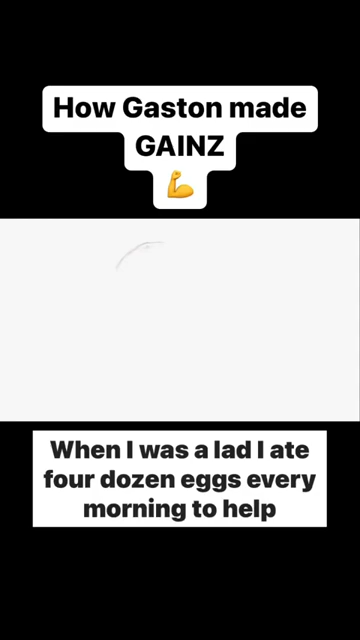 How Gaston made
GAINZ
💪
When I was a lad I ate
four dozen eggs every
morning to help